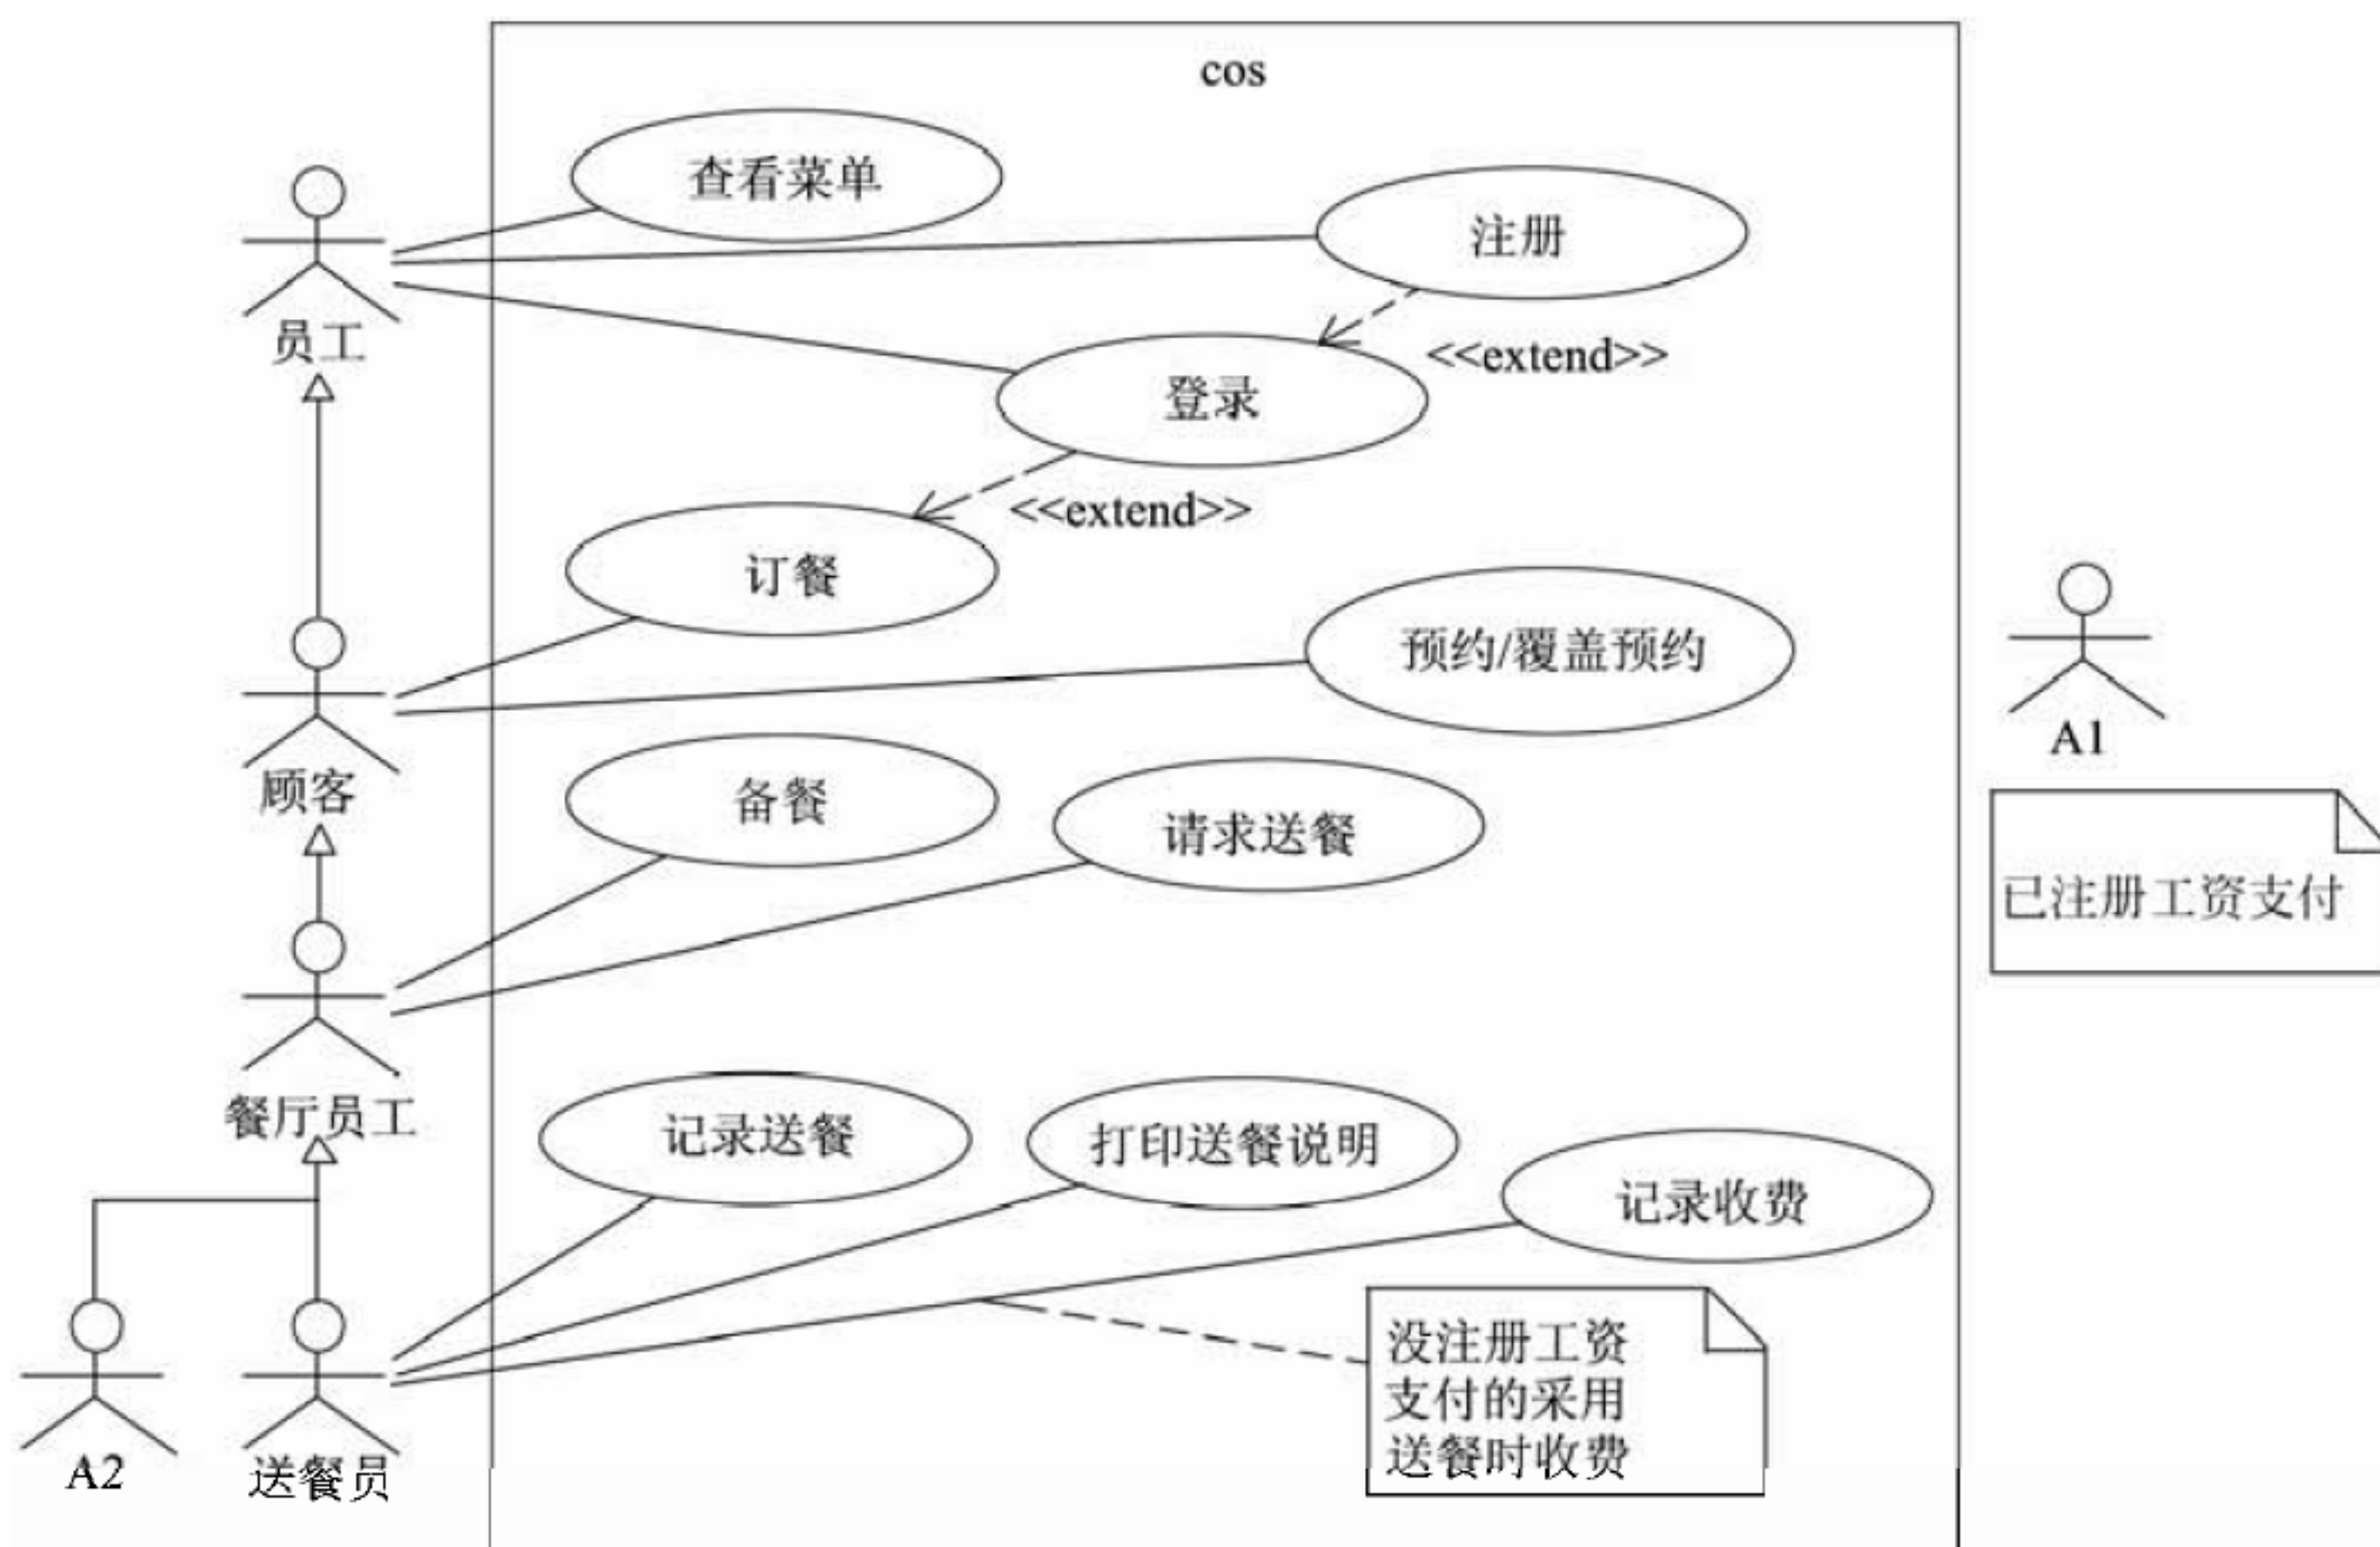 cos
查看菜单
注册
员工
<<extend>>
登录
<<extend>>
订餐
预约/覆盖预约
A1
顾客
备餐
请求送餐
已注册工资支付
餐厅员工
记录送餐
打印送餐说明
记录收费
没注册工资
支付的采用
送餐时收费
A2
送餐员